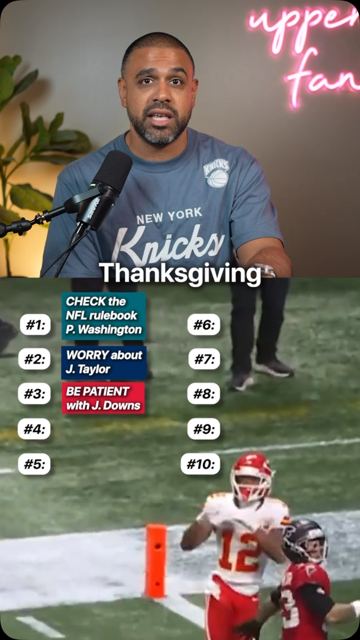 upper
fan
KNICKS
NEW YORK
Knicks
Thanksgiving
#1:
CHECK the
NFL rulebook
P. Washington
#2:
WORRY about
J. Taylor
#3:
BE PATIENT
with J. Downs
#4:
#5:
#6:
#7:
#8:
#9:
#10:
12
3